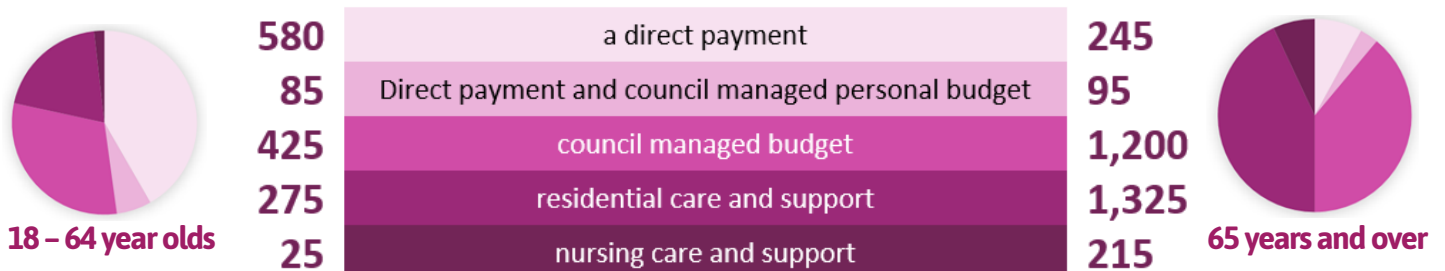 580 a direct payment 245
85 Direct payment and council managed personal budget 95
425 council managed budget 1,200
275 residential care and support 1,325
25 nursing care and support 215
18 – 64 year olds
65 years and over